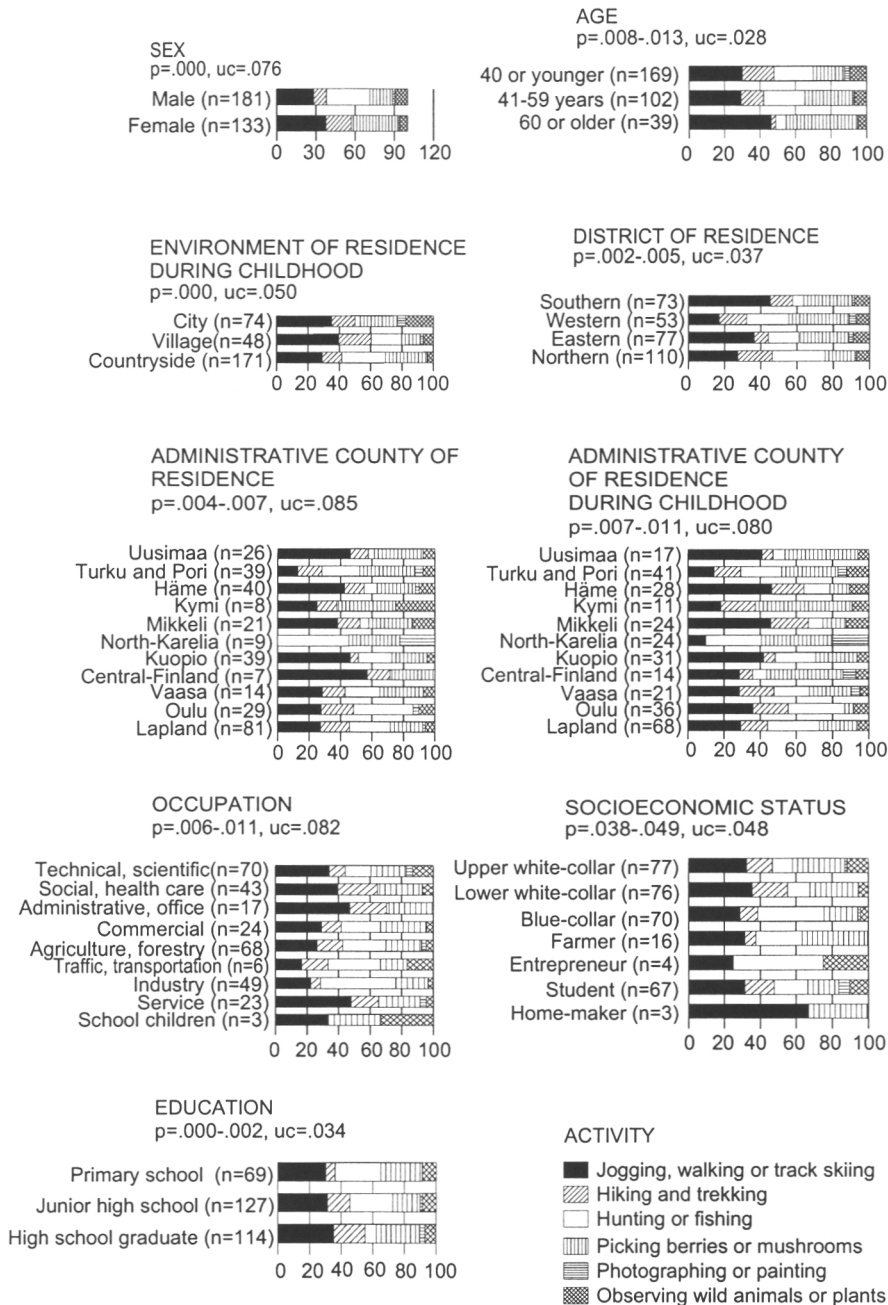 SEX
p=.000, uc=.076
Male (n=181)
Female (n=133)
0 30 60 90 120
AGE
p=.008-.013, uc=.028
40 or younger (n=169)
41-59 years (n=102)
60 or older (n=39)
0 20 40 60 80 100
ENVIRONMENT OF RESIDENCE
DURING CHILDHOOD
p=.000, uc=.050
City (n=74)
Village(n=48)
Countryside (n=171)
0 20 40 60 80 100
DISTRICT OF RESIDENCE
p=.002-.005, uc=.037
Southern (n=73)
Western (n=53)
Eastern (n=77)
Northern (n=110)
0 20 40 60 80 100
ADMINISTRATIVE COUNTY OF
RESIDENCE
p=.004-.007, uc=.085
Uusimaa (n=26)
Turku and Pori (n=39)
Häme (n=40)
Kymi (n=8)
Mikkeli (n=21)
North-Karelia (n=9)
Kuopio (n=39)
Central-Finland (n=7)
Vaasa (n=14)
Oulu (n=29)
Lapland (n=81)
0 20 40 60 80 100
ADMINISTRATIVE COUNTY
OF RESIDENCE
DURING CHILDHOOD
p=.007-.011, uc=.080
Uusimaa (n=17)
Turku and Pori (n=41)
Häme (n=28)
Kymi (n=11)
Mikkeli (n=24)
North-Karelia (n=24)
Kuopio (n=31)
Central-Finland (n=14)
Vaasa (n=21)
Oulu (n=36)
Lapland (n=68)
0 20 40 60 80 100
OCCUPATION
p=.006-.011, uc=.082
Technical, scientific(n=70)
Social, health care (n=43)
Administrative, office (n=17)
Commercial (n=24)
Agriculture, forestry (n=68)
Traffic, transportation (n=6)
Industry (n=49)
Service (n=23)
School children (n=3)
0 20 40 60 80 100
SOCIOECONOMIC STATUS
p=.038-.049, uc=.048
Upper white-collar (n=77)
Lower white-collar (n=76)
Blue-collar (n=70)
Farmer (n=16)
Entrepreneur (n=4)
Student (n=67)
Home-maker (n=3)
0 20 40 60 80 100
EDUCATION
p=.000-.002, uc=.034
Primary school (n=69)
Junior high school (n=127)
High school graduate (n=114)
0 20 40 60 80 100
ACTIVITY
Jogging, walking or track skiing
Hiking and trekking
Hunting or fishing
Picking berries or mushrooms
Photographing or painting
Observing wild animals or plants